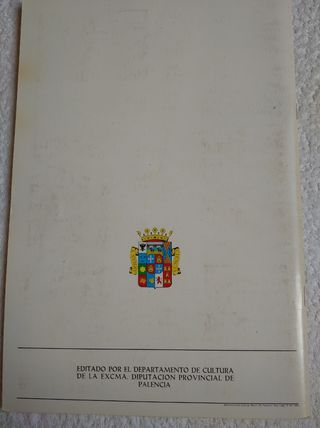 EDITADO POR EL DEPARTAMENTO DE CULTURA
DE LA EXCMA. DIPUTACION PROVINCIAL DE
PALENCIA